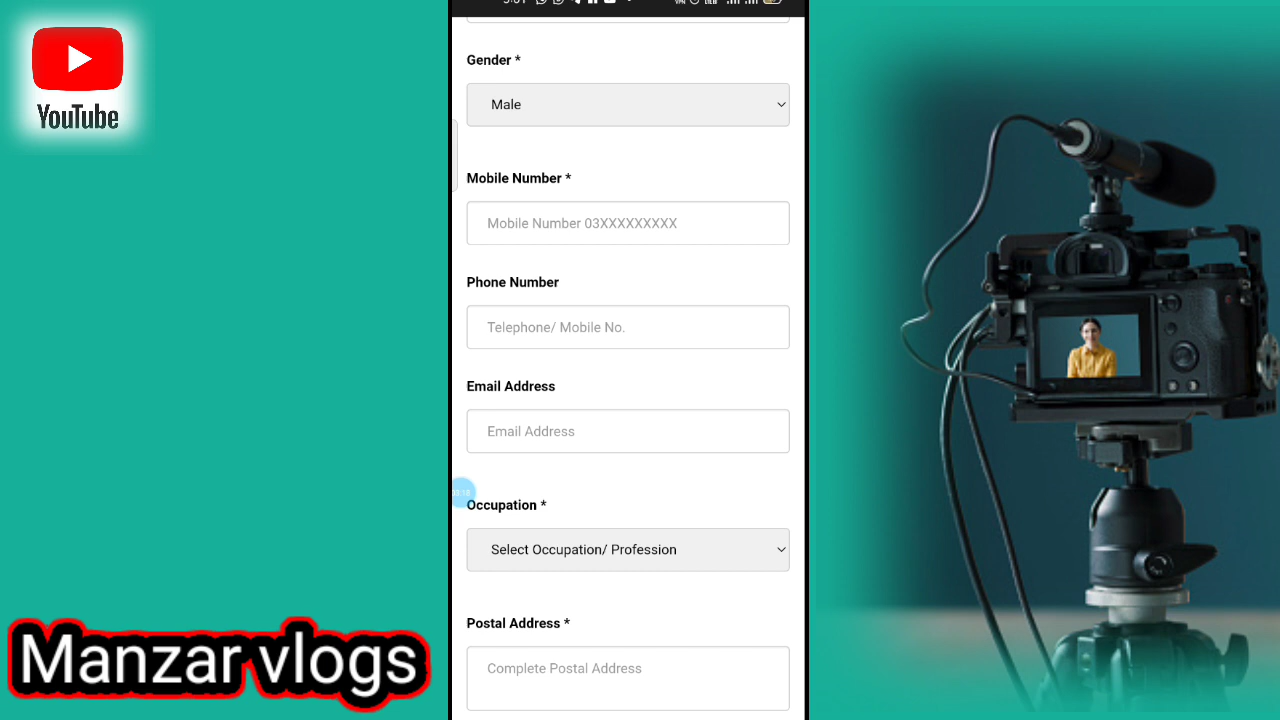 YouTube
Gender *
Male
Mobile Number *
Mobile Number 03XXXXXXXXX
Phone Number
Telephone/ Mobile No.
Email Address
Email Address
Occupation *
Select Occupation/ Profession
Postal Address *
Complete Postal Address
Manzar vlogs